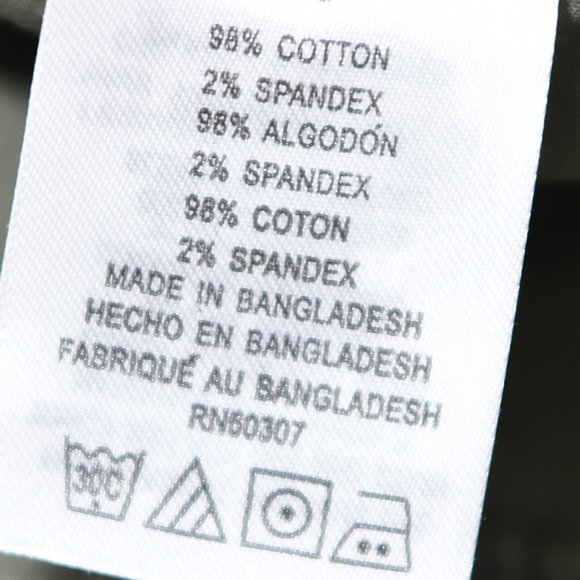 98% COTTON
2% SPANDEX
98% ALGODÓN
2% SPANDEX
98% COTON
2% SPANDEX
MADE IN BANGLADESH
HECHO EN BANGLADESH
FABRIQUÉ AU BANGLADESH
RN60307
30C